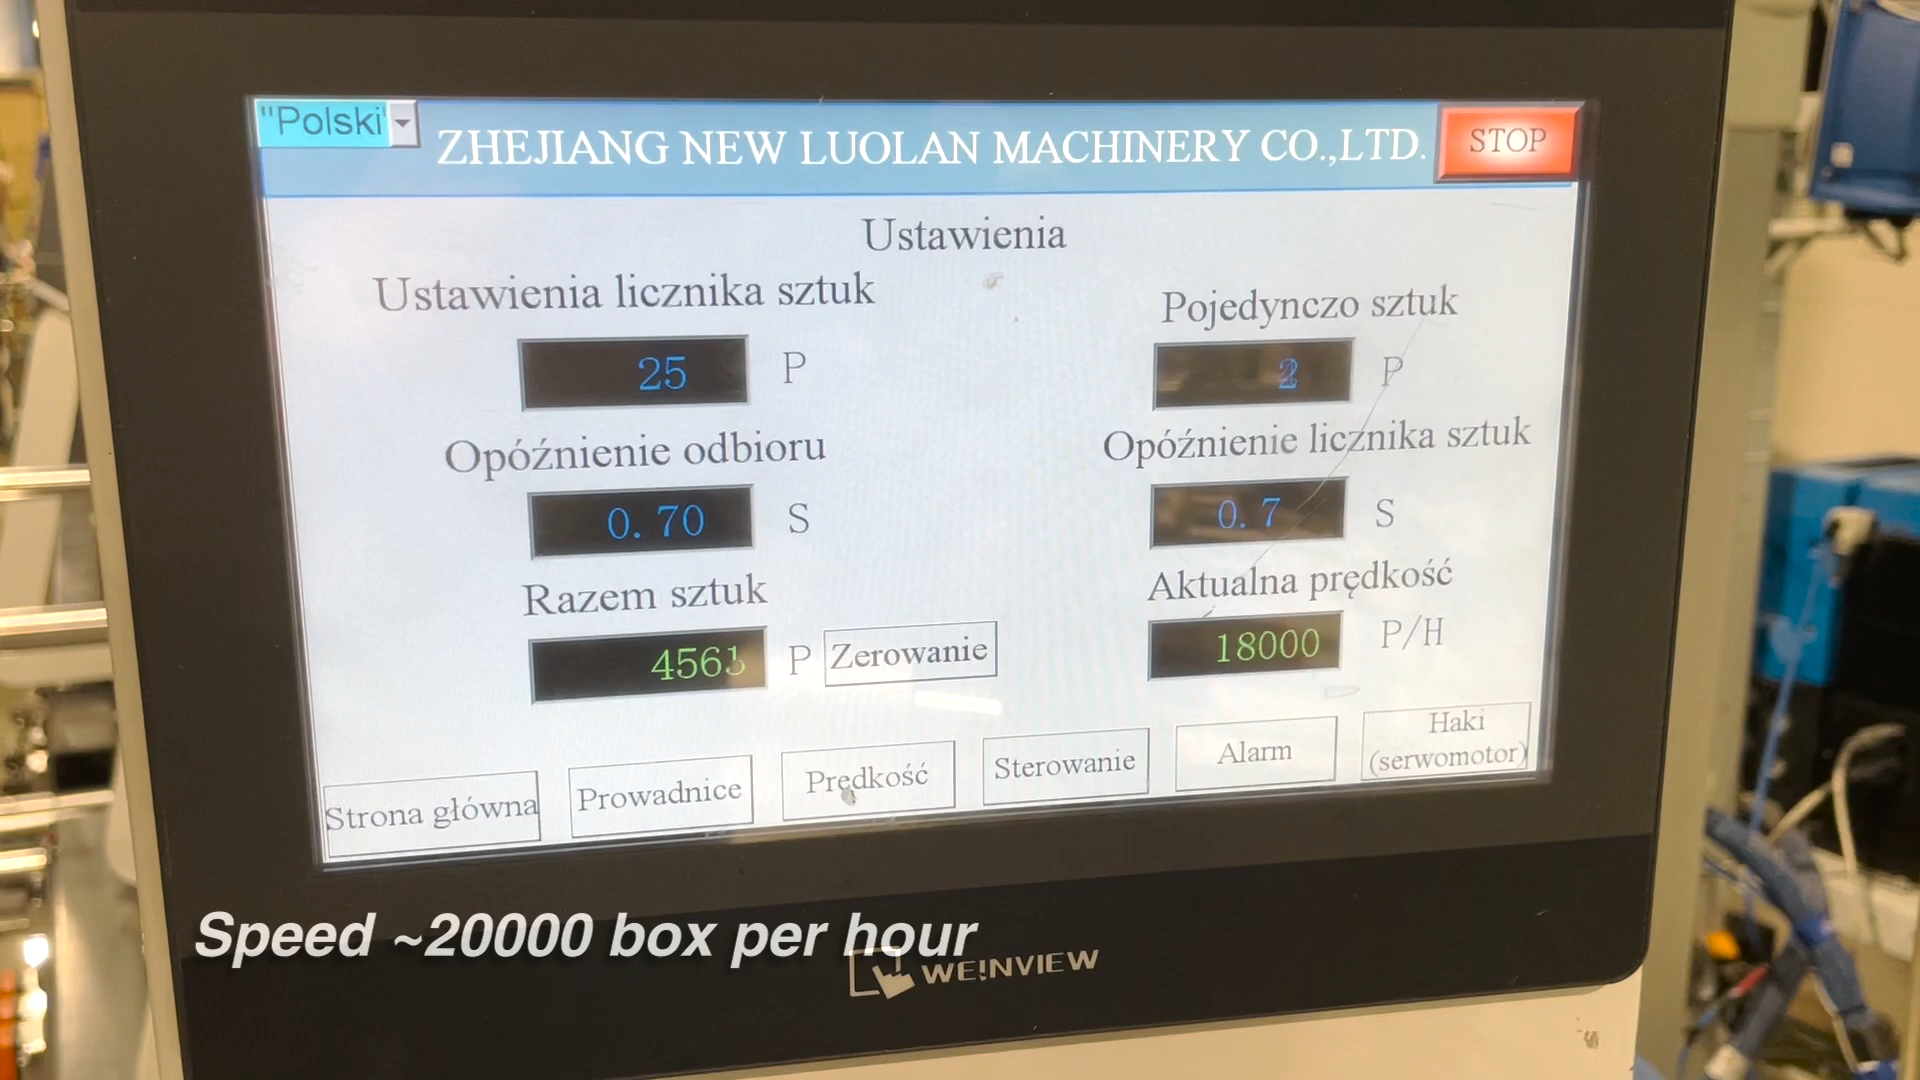 "Polski"
ZHEJIANG NEW LUOLAN MACHINERY CO.,LTD.
STOP
Ustawienia
Ustawienia licznika sztuk
25 P
Pojedynczo sztuk
P
Opóźnienie odbioru
0.70 S
Opóźnienie licznika sztuk
0.7 S
Razem sztuk
P Zerowanie
Aktualna prędkość
18000 P/H
Strona główna
Prowadnice
Prędkość
Sterowanie
Alarm
Haki
(serwomotor)
Speed ~20000 box per hour
WE!NVIEW